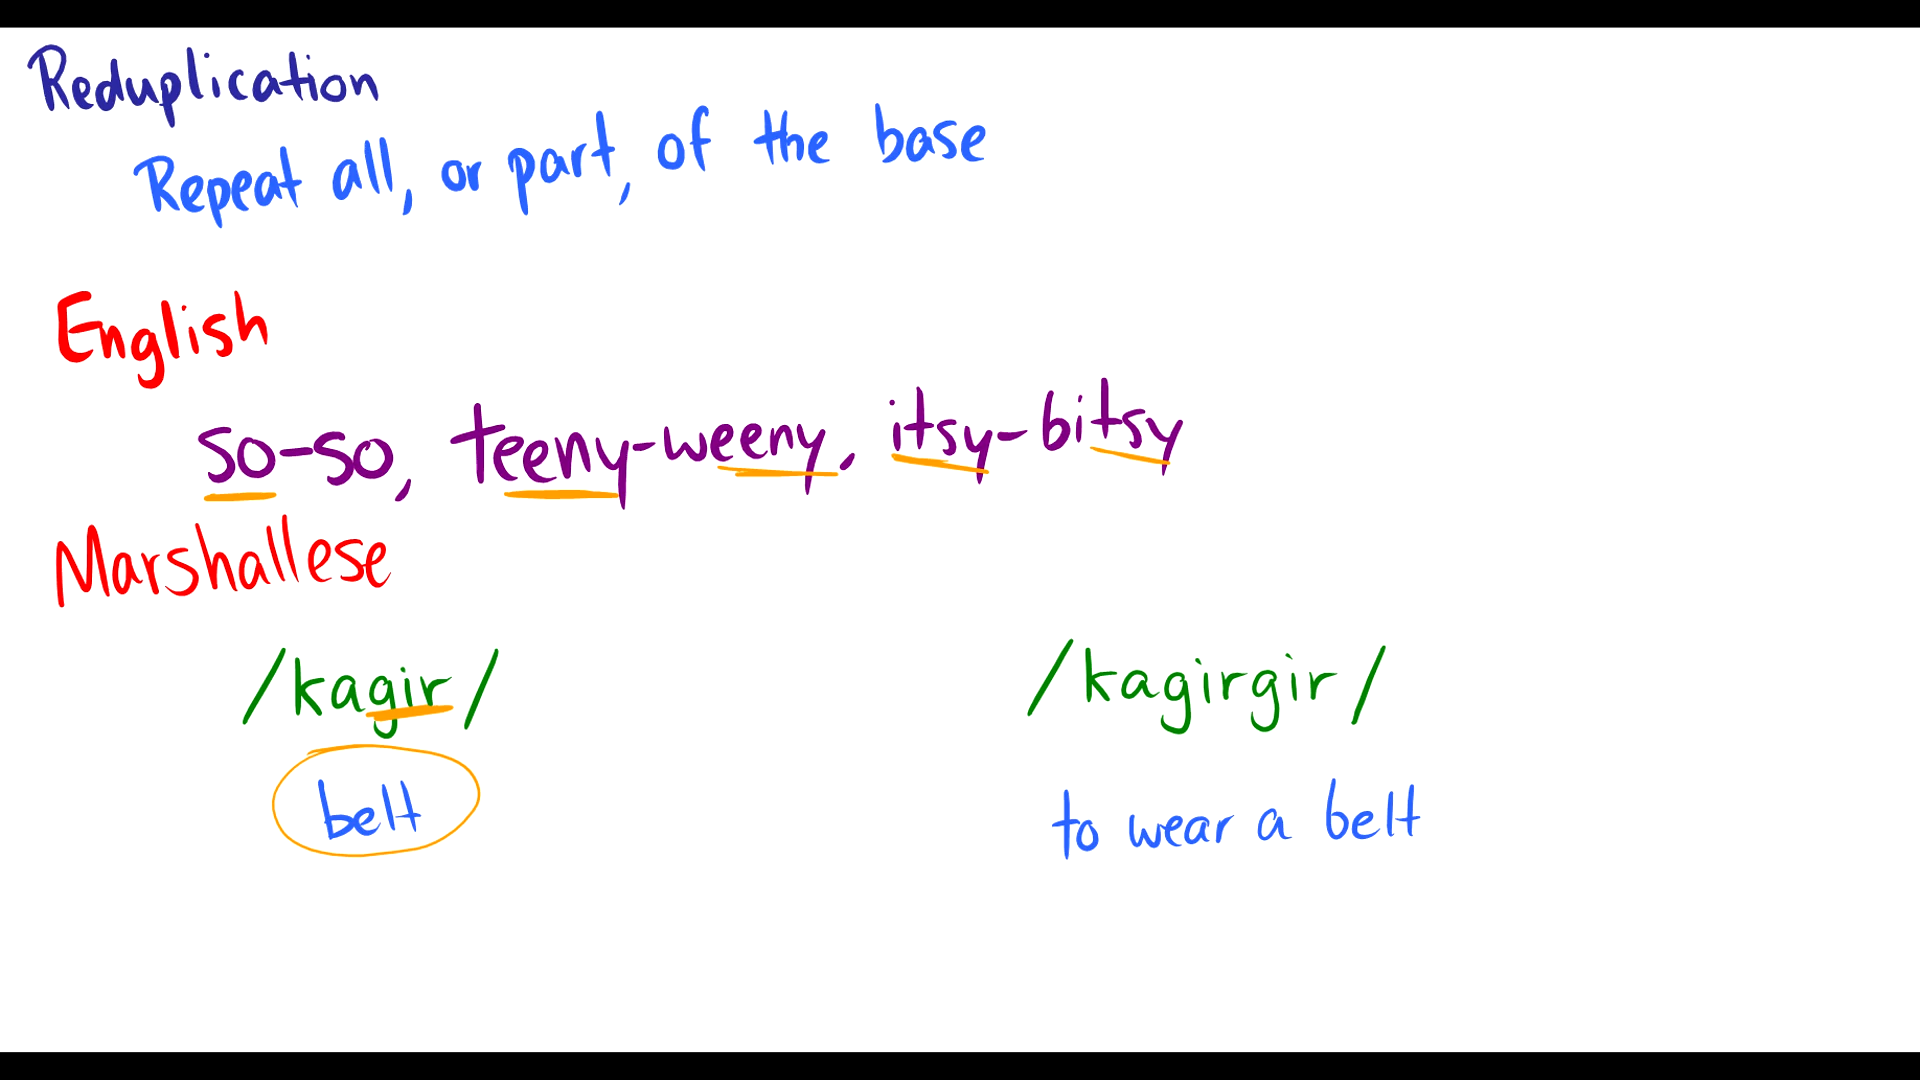 Reduplication
Repeat all, or part, of the base
English
so-so, teeny-weeny, itsy-bitsy
Marshallese
/kagir/ /kagirgir/
belt to wear a belt